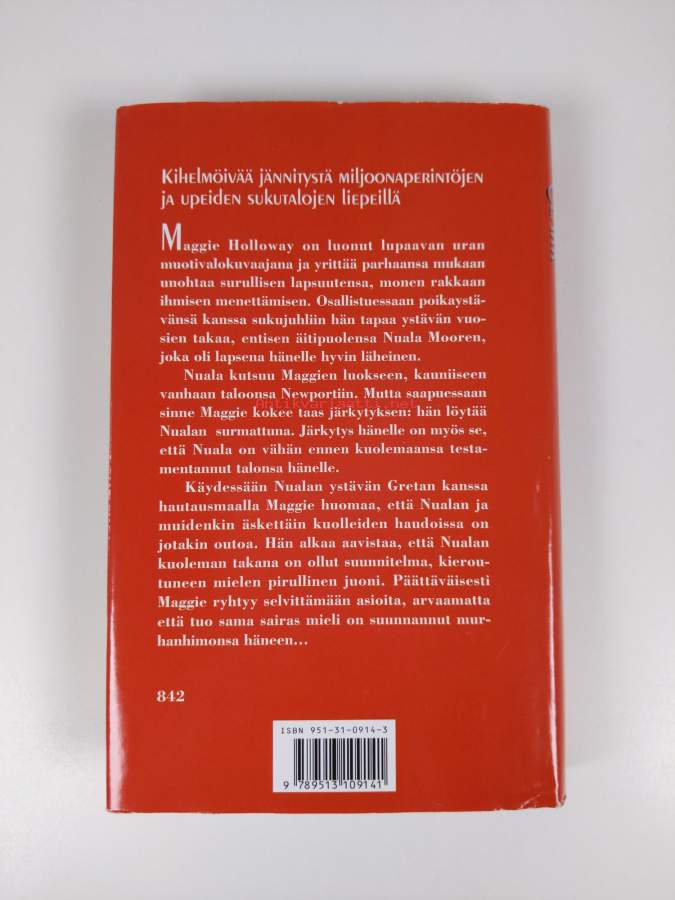 Kihelmöivää jännitystä miljoonaperintöjen
ja upeiden sukutalojen liepeillä
Maggie Holloway on luonut lupaavan uran
muotivalokuvaajana ja yrittää parhaansa mukaan
unohtaa surullisen lapsuutensa, monen rakkaan
ihmisen menettämisen. Osallistuessaan poikaystä-
vänsä kanssa sukujuhliin hän tapaa ystävän vuo-
sien takaa, entisen äitipuolensa Nuala Mooren,
joka oli lapsena hänelle hyvin läheinen.
Nuala kutsuu Maggien luokseen, kauniiseen
vanhaan taloonsa Newportiin. Mutta saapuessaan
sinne Maggie kokee taas järkytyksen: hän löytää
Nualan surmattuna. Järkytys hänelle on myös se,
että Nuala on vähän ennen kuolemaansa testa-
mentannut talonsa hänelle.
Käydessään Nualan ystävän Gretan kanssa
hautausmaalla Maggie huomaa, että Nualan ja
muidenkin äskettäin kuolleiden haudoissa on
jotakin outoa. Hän alkaa aavistaa, että Nualan
kuoleman takana on ollut suunnitelma, kierou-
tuneen mielen pirullinen juoni. Päättäväisesti
Maggie ryhtyy selvittämään asioita, arvaamatta
että tuo sama sairas mieli on suunnannut mur-
hanhimonsa häneen...
842
ISBN 951-31-0914-3
9 789513 109141
antikvariaatti.net